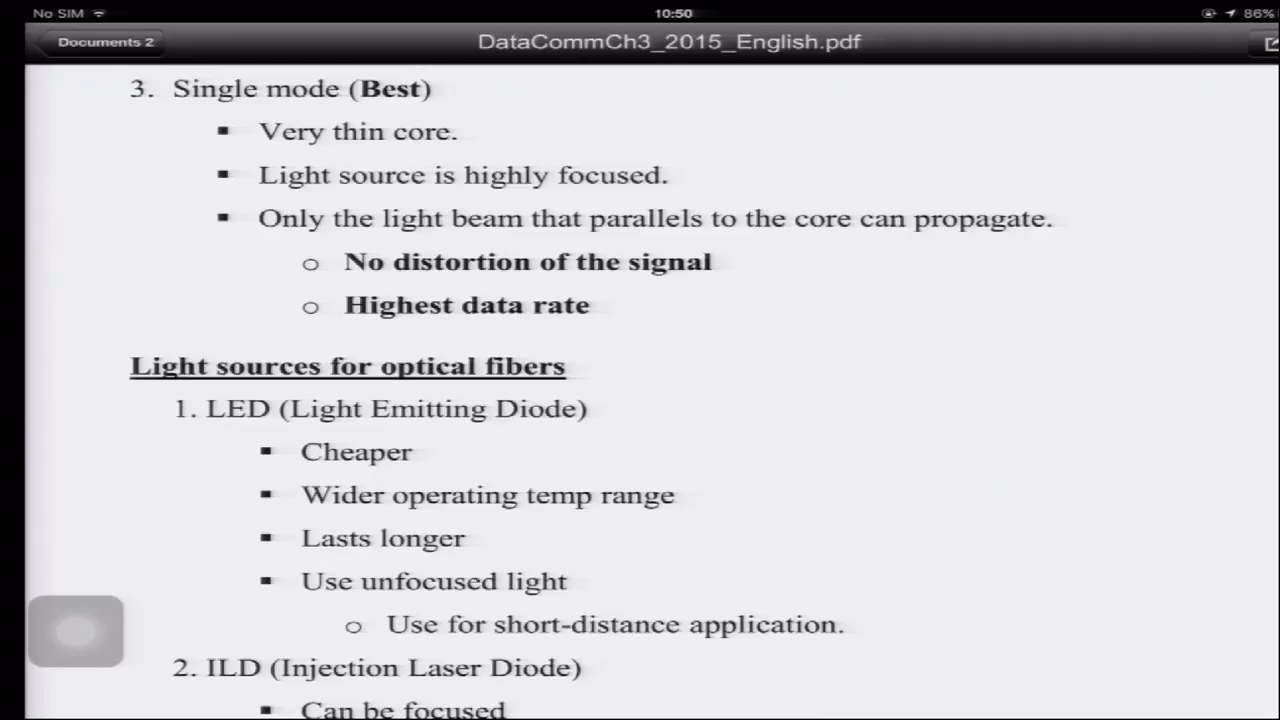 No SIM 10:50 86%
Documents 2 DataCommCh3_2015_English.pdf
3. Single mode (Best)
▪ Very thin core.
▪ Light source is highly focused.
▪ Only the light beam that parallels to the core can propagate.
o No distortion of the signal
o Highest data rate
Light sources for optical fibers
1. LED (Light Emitting Diode)
▪ Cheaper
▪ Wider operating temp range
▪ Lasts longer
▪ Use unfocused light
o Use for short-distance application.
2. ILD (Injection Laser Diode)
▪ Can be focused